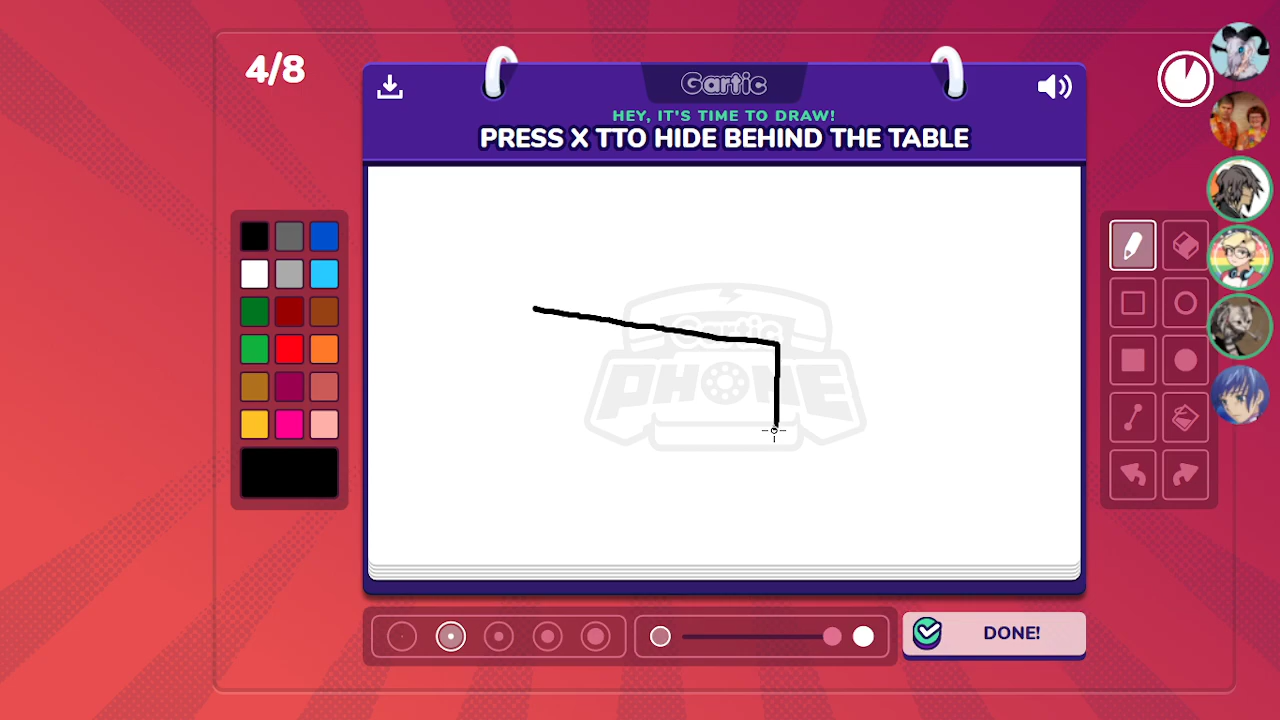 4/8
Gartic
HEY, IT'S TIME TO DRAW!
PRESS X TTO HIDE BEHIND THE TABLE
Gartic
PHONE
DONE!